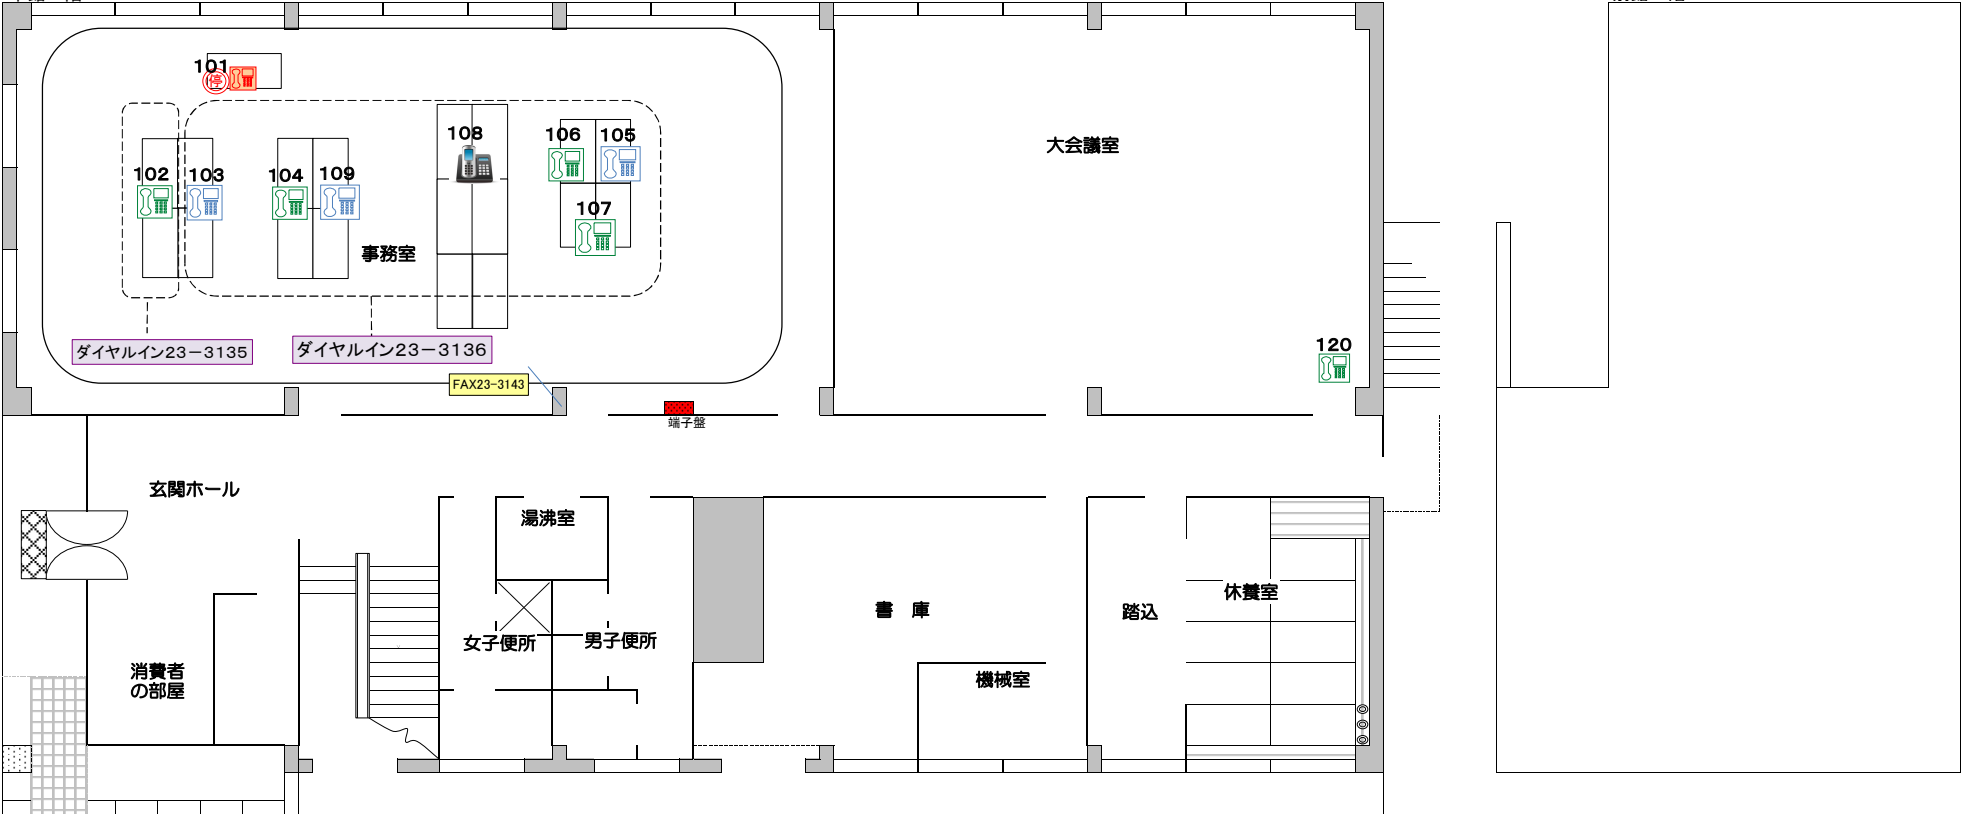 101
停
108
106 105
大会議室
102 103 104 109
107
事務室
120
ダイヤルイン23－3135
ダイヤルイン23－3136
FAX23-3143
端子盤
玄関ホール
湯沸室
休養室
書　庫
踏込
女子便所
男子便所
消費者
の部屋
機械室